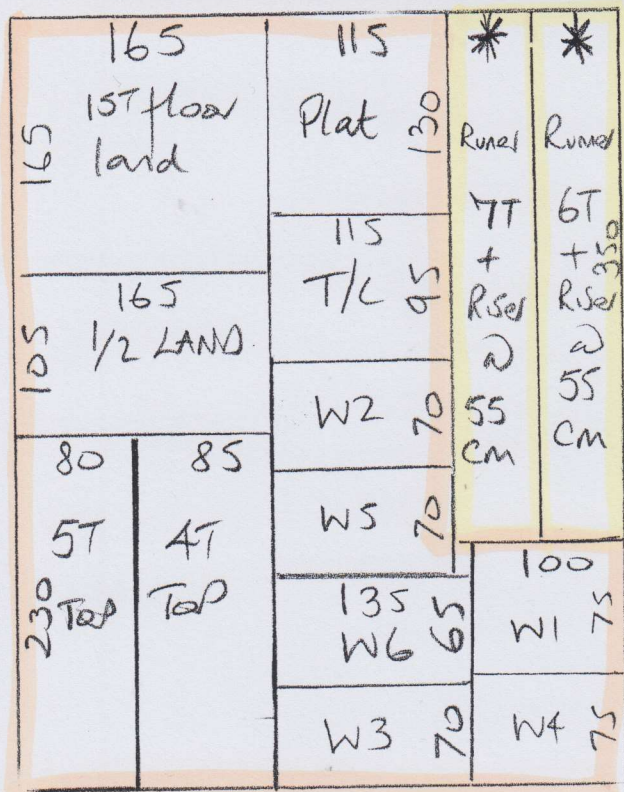 165
165
1ST floor
land
165
105
1/2 LAND
80
5T
230
Top
85
4T
Top
115
Plat
130
115
T/C
95
W2
70
W5
70
135
W6
65
W3
70
*
Runer
7T
+
Riser
@
55
cm
*
Runer
6T
+
350
Riser
@
55
cm
100
W1
75
W4
75